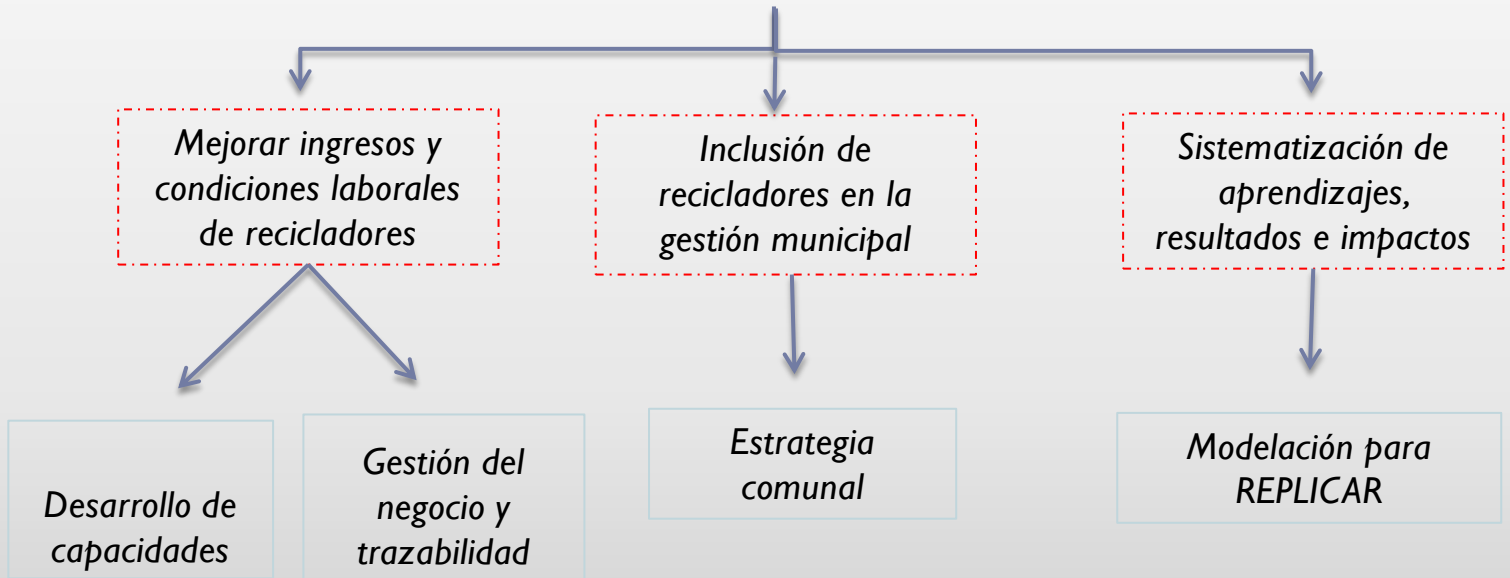 Mejorar ingresos y
condiciones laborales
de recicladores
Inclusión de
recicladores en la
gestión municipal
Sistematización de
aprendizajes,
resultados e impactos
Desarrollo de
capacidades
Gestión del
negocio y
trazabilidad
Estrategia
comunal
Modelación para
REPLICAR